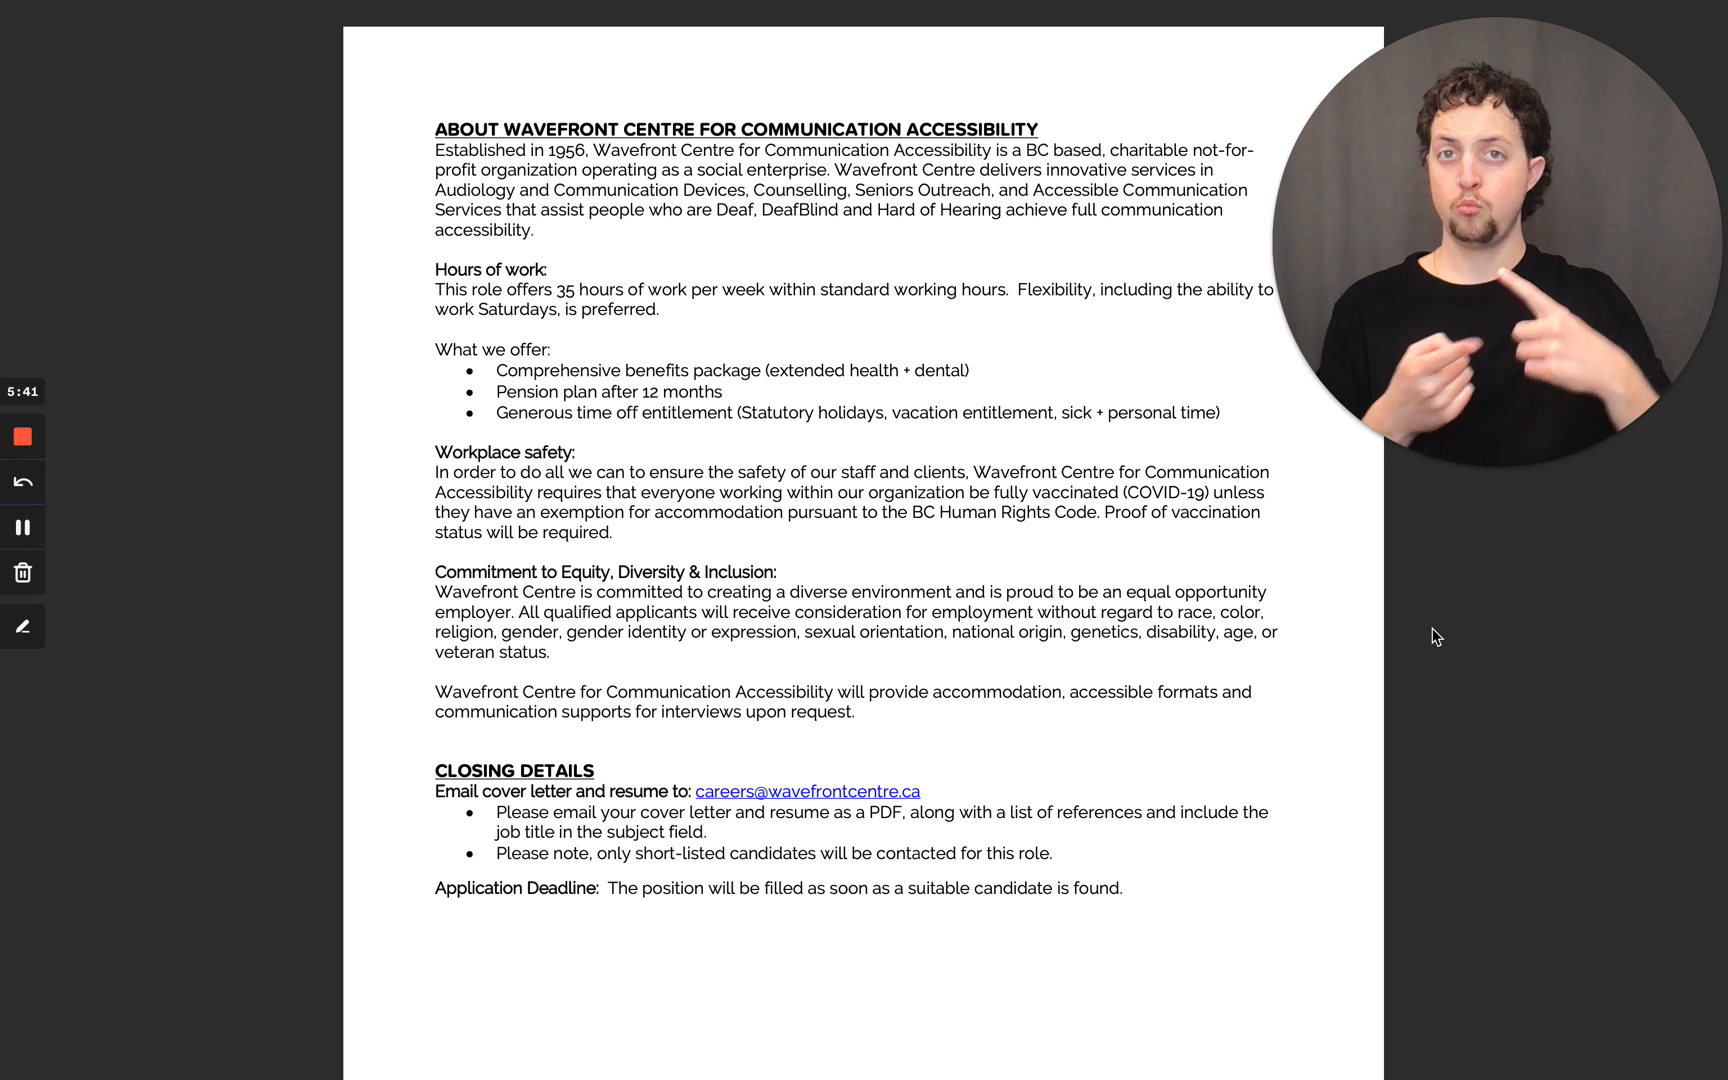 ABOUT WAVEFRONT CENTRE FOR COMMUNICATION ACCESSIBILITY
Established in 1956, Wavefront Centre for Communication Accessibility is a BC based, charitable not-for-
profit organization operating as a social enterprise. Wavefront Centre delivers innovative services in
Audiology and Communication Devices, Counselling, Seniors Outreach, and Accessible Communication
Services that assist people who are Deaf, DeafBlind and Hard of Hearing achieve full communication
accessibility.
Hours of work:
This role offers 35 hours of work per week within standard working hours.  Flexibility, including the ability to
work Saturdays, is preferred.
What we offer:
• Comprehensive benefits package (extended health + dental)
• Pension plan after 12 months
• Generous time off entitlement (Statutory holidays, vacation entitlement, sick + personal time)
5:41
Workplace safety:
In order to do all we can to ensure the safety of our staff and clients, Wavefront Centre for Communication
Accessibility requires that everyone working within our organization be fully vaccinated (COVID-19) unless
they have an exemption for accommodation pursuant to the BC Human Rights Code. Proof of vaccination
status will be required.
Commitment to Equity, Diversity & Inclusion:
Wavefront Centre is committed to creating a diverse environment and is proud to be an equal opportunity
employer. All qualified applicants will receive consideration for employment without regard to race, color,
religion, gender, gender identity or expression, sexual orientation, national origin, genetics, disability, age, or
veteran status.
Wavefront Centre for Communication Accessibility will provide accommodation, accessible formats and
communication supports for interviews upon request.
CLOSING DETAILS
Email cover letter and resume to: careers@wavefrontcentre.ca
• Please email your cover letter and resume as a PDF, along with a list of references and include the
job title in the subject field.
• Please note, only short-listed candidates will be contacted for this role.
Application Deadline:  The position will be filled as soon as a suitable candidate is found.